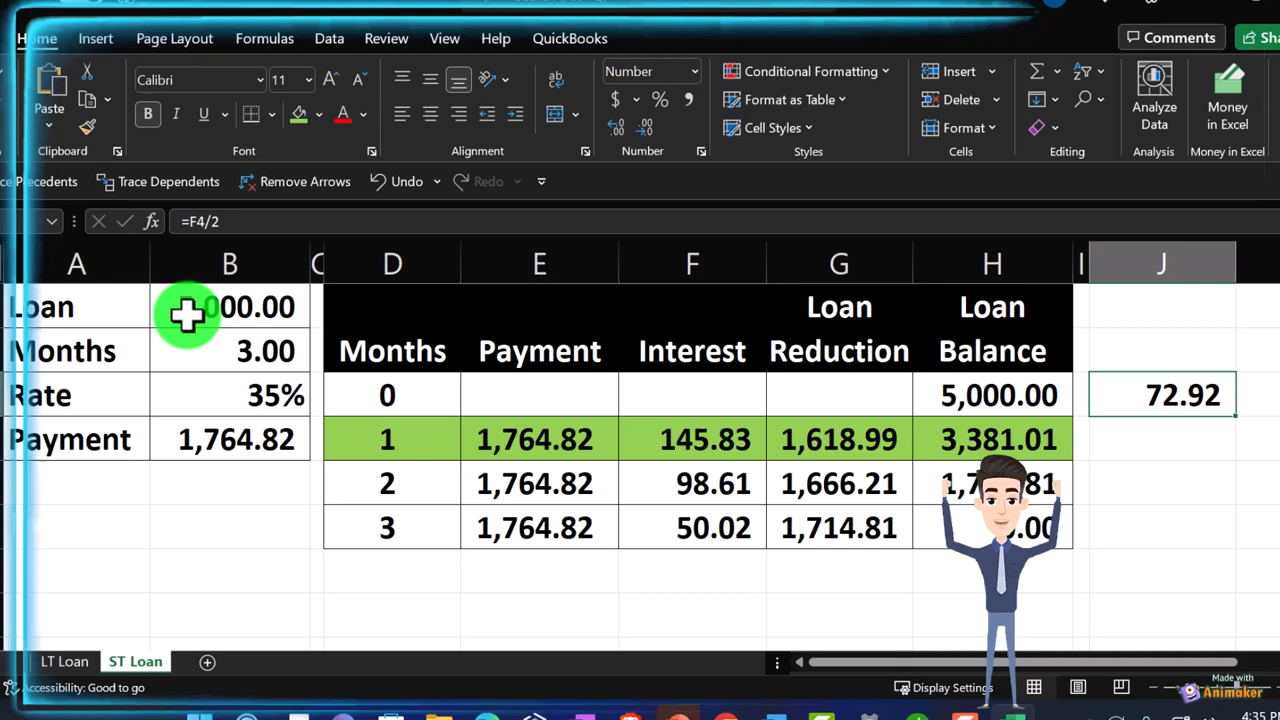 Home Insert Page Layout Formulas Data Review View Help QuickBooks Comments
Paste Calibri 11 B I U A Number $ % Conditional Formatting Format as Table Cell Styles Insert Delete Format Analyze Data Money in Excel
Clipboard Font Alignment Number Styles Cells Editing Analysis Money in Excel
Precedents Trace Dependents Remove Arrows Undo Redo
fx =F4/2
A B C D E F G H I J
Loan 000.00 Loan Loan
Months 3.00 Months Payment Interest Reduction Balance
Rate 35% 0 5,000.00 72.92
Payment 1,764.82 1 1,764.82 145.83 1,618.99 3,381.01
2 1,764.82 98.61 1,666.21
3 1,764.82 50.02 1,714.81
LT Loan ST Loan
Accessibility: Good to go Display Settings
Made with
Animaker
4:35